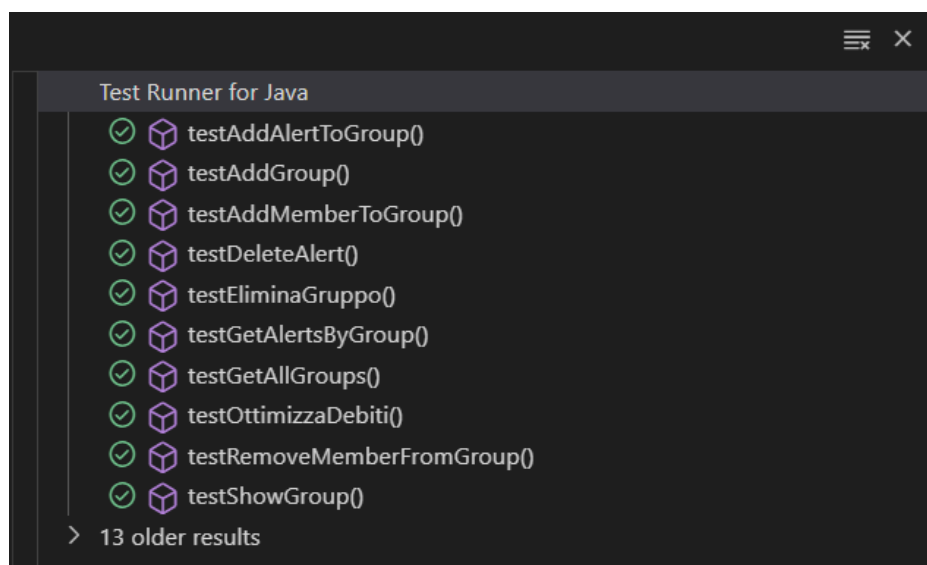 Test Runner for Java
testAddAlertToGroup()
testAddGroup()
testAddMemberToGroup()
testDeleteAlert()
testEliminaGruppo()
testGetAlertsByGroup()
testGetAllGroups()
testOttimizzaDebiti()
testRemoveMemberFromGroup()
testShowGroup()
13 older results